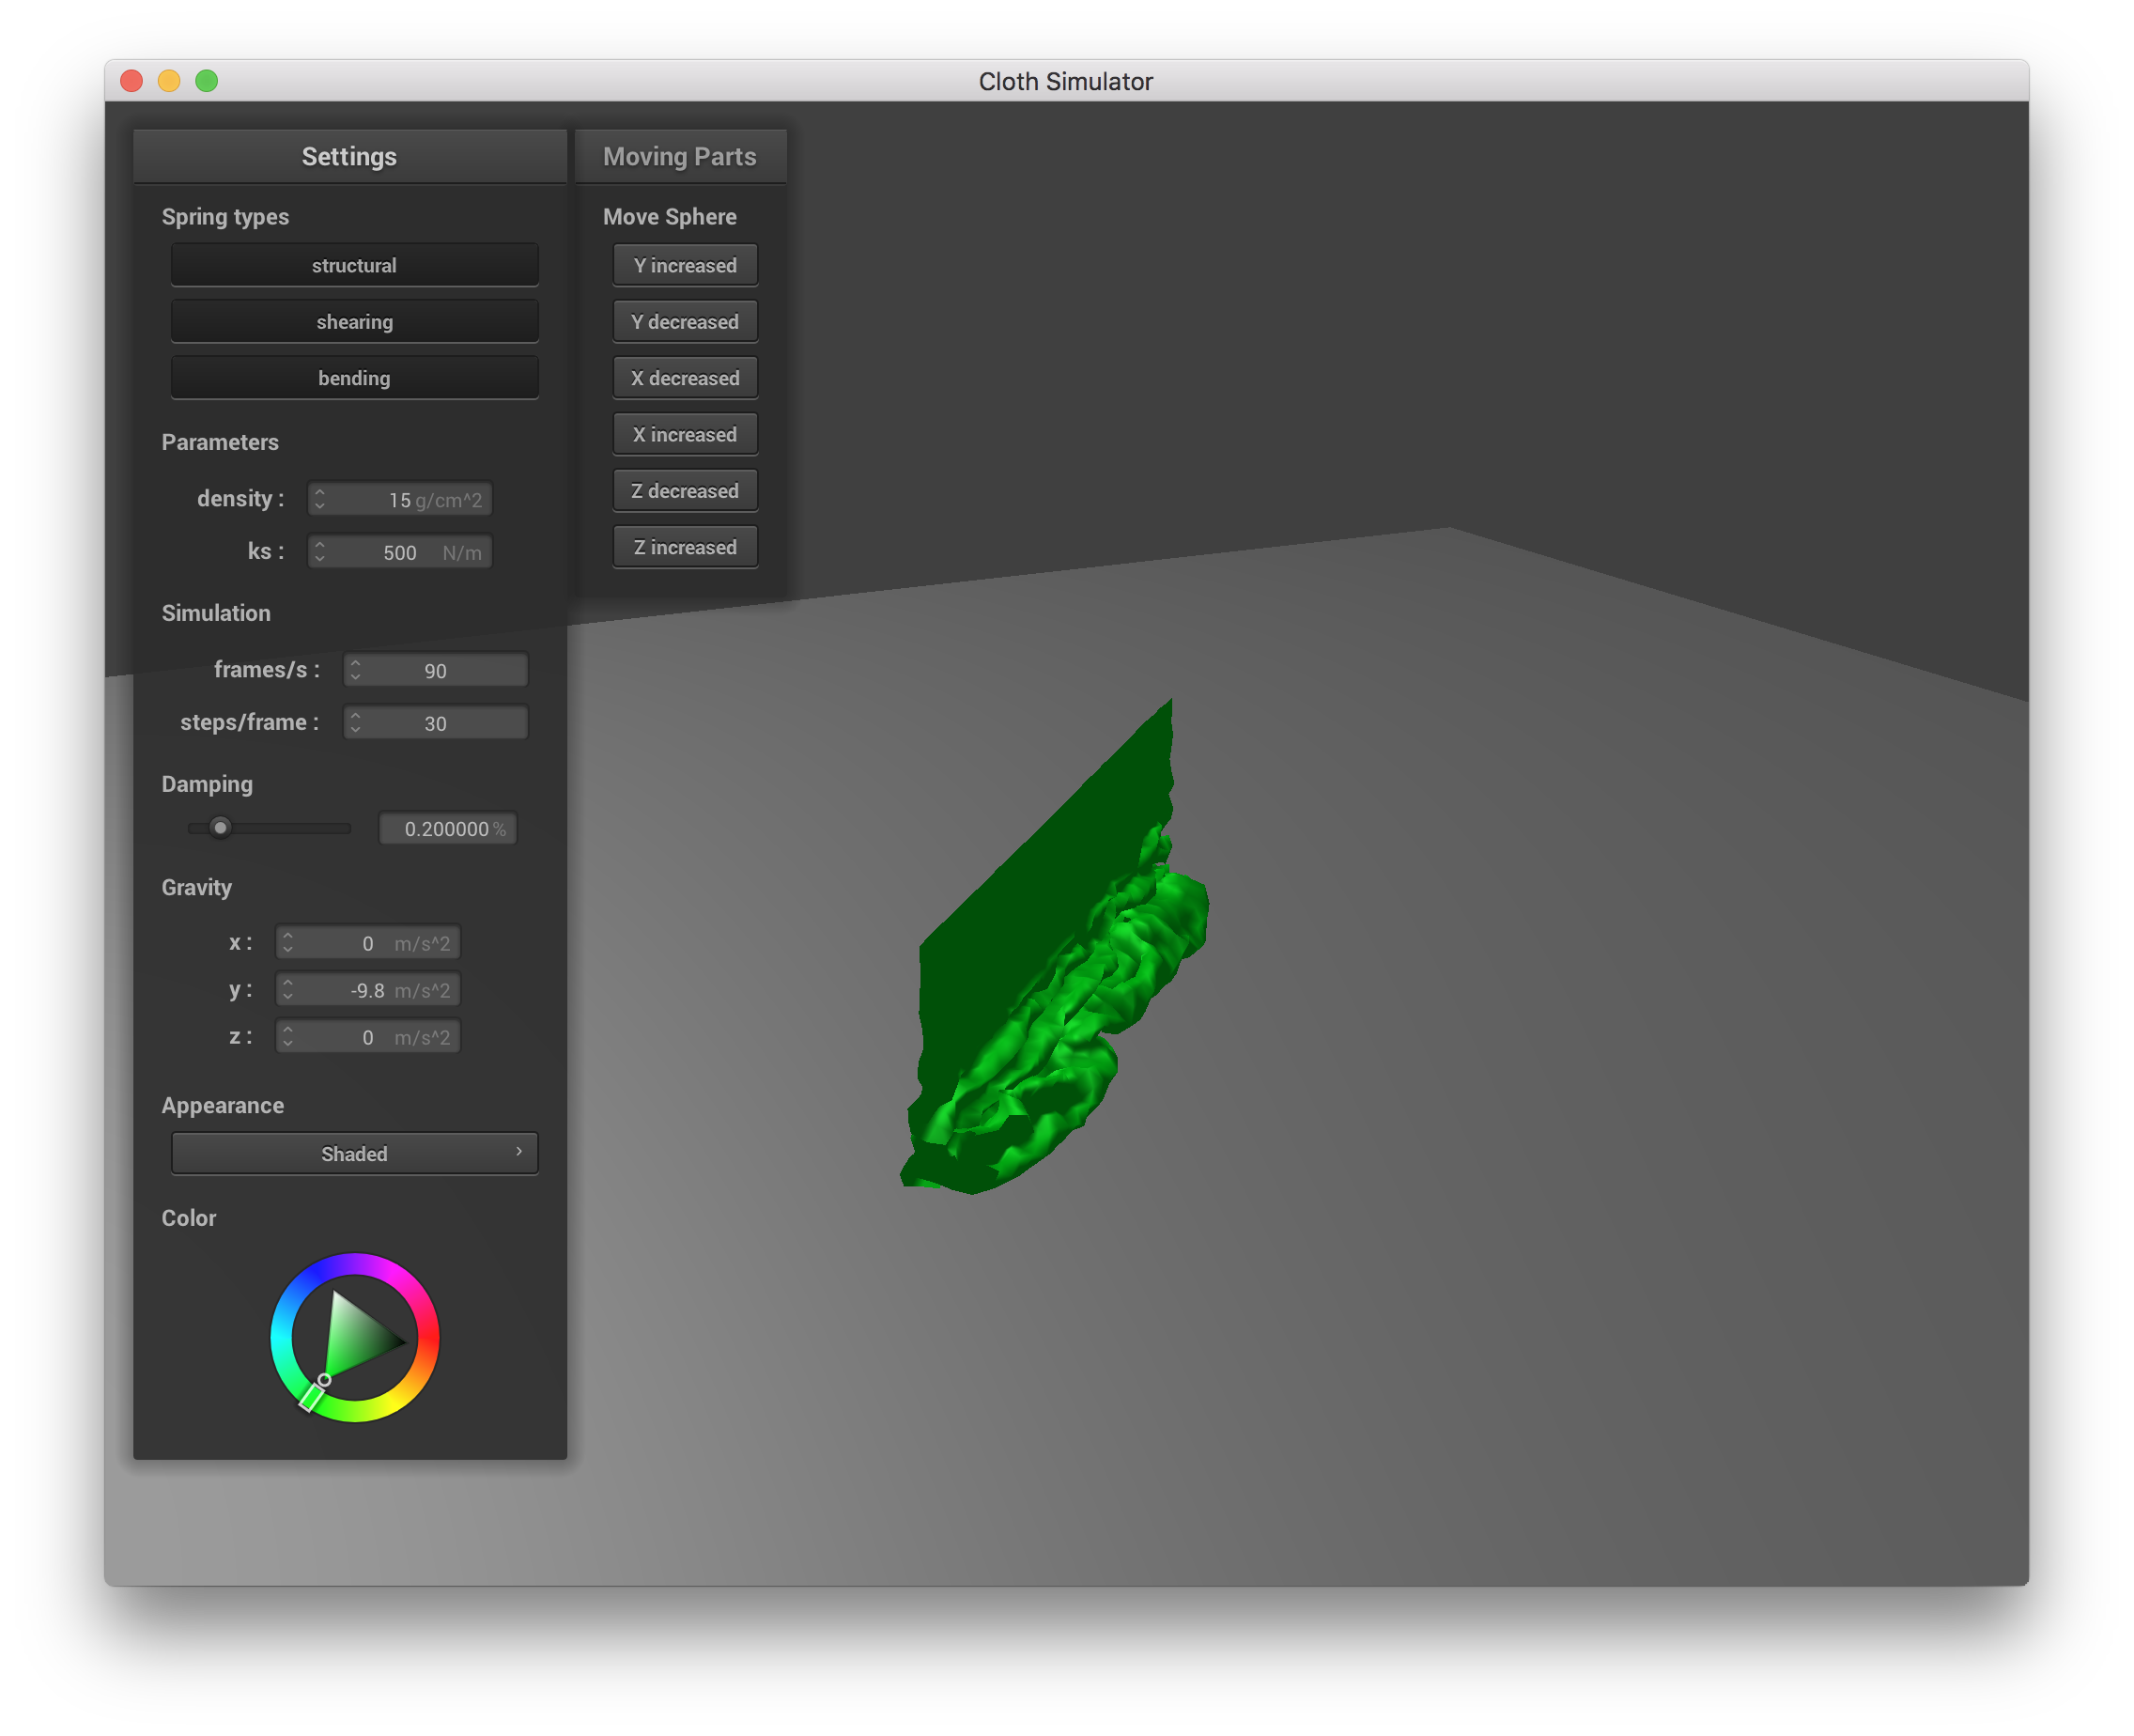 Cloth Simulator
Settings
Spring types
structural
shearing
bending
Parameters
density : 15 g/cm^2
ks : 500 N/m
Simulation
frames/s : 90
steps/frame : 30
Damping
0.200000 %
Gravity
x : 0 m/s^2
y : -9.8 m/s^2
z : 0 m/s^2
Appearance
Shaded
Color
Moving Parts
Move Sphere
Y increased
Y decreased
X decreased
X increased
Z decreased
Z increased